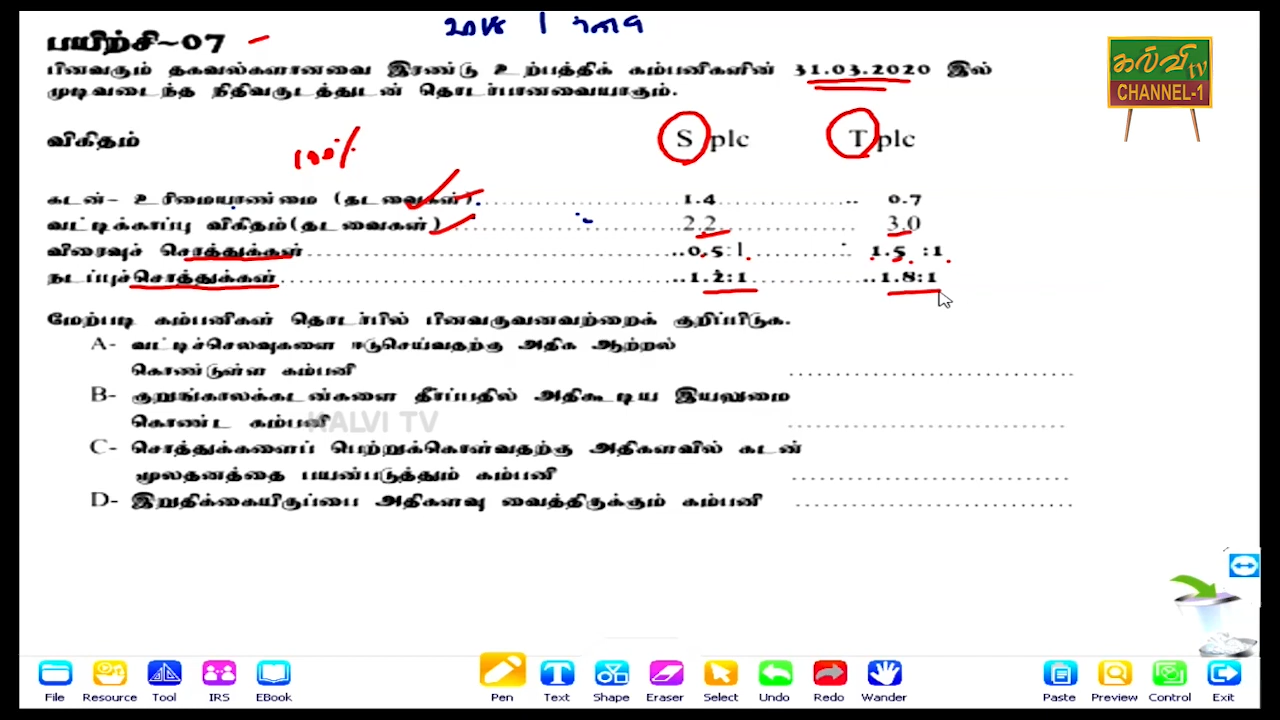 2018 | 2019
பயிற்சி-07
பின்வரும் தகவல்களானவை இரண்டு உற்பத்திக் கம்பனிகளின் 31.03.2020 இல்
முடிவடைந்த நிதிவருடத்துடன் தொடர்பானவையாகும்.
கல்வி tv
CHANNEL-1
விகிதம் S plc T plc
100%
கடன்- உரிமையாண்மை (தடவைகள்) 1.4 0.7
வட்டிக்காப்பு விகிதம்(தடவைகள்) 2.2 3.0
விரைவுச் சொத்துக்கள் 0.5:1 1.5 :1
நடப்புச்சொத்துக்கள் 1.2:1 1.8:1
மேற்படி கம்பனிகள் தொடர்பில் பின்வருவனவற்றைக் குறிப்பிடுக.
A- வட்டிச்செலவுகளை ஈடுசெய்வதற்கு அதிக ஆற்றல்
கொண்டுள்ள கம்பனி
B- குறுங்காலக்கடன்களை தீர்ப்பதில் அதிகூடிய இயலுமை
கொண்ட கம்பனி
KALVI TV
C- சொத்துக்களைப் பெற்றுக்கொள்வதற்கு அதிகளவில் கடன்
மூலதனத்தை பயன்படுத்தும் கம்பனி
D- இறுதிக்கையிருப்பை அதிகளவு வைத்திருக்கும் கம்பனி
File Resource Tool IRS EBook Pen Text Shape Eraser Select Undo Redo Wander Paste Preview Control Exit